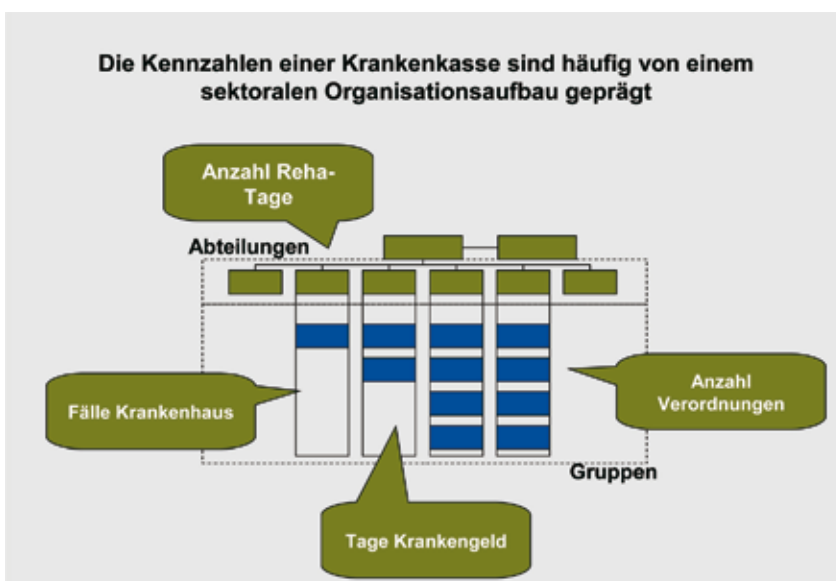 Die Kennzahlen einer Krankenkasse sind häufig von einem
sektoralen Organisationsaufbau geprägt
Anzahl Reha-
Tage
Abteilungen
Fälle Krankenhaus
Anzahl
Verordnungen
Gruppen
Tage Krankengeld